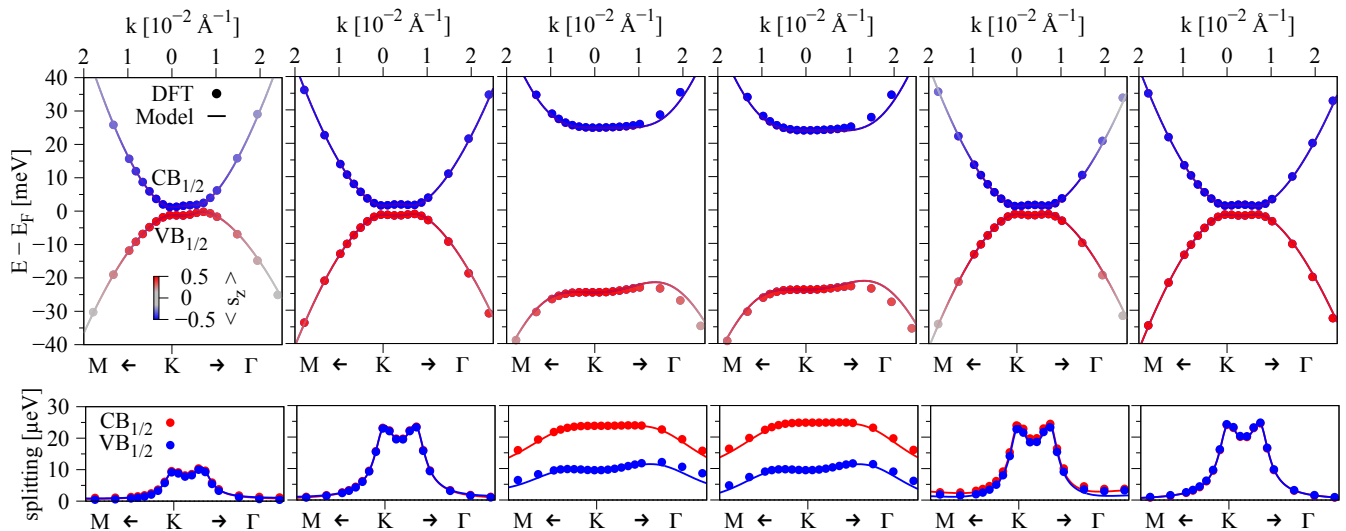 k [10⁻² Å⁻¹] k [10⁻² Å⁻¹] k [10⁻² Å⁻¹] k [10⁻² Å⁻¹] k [10⁻² Å⁻¹] k [10⁻² Å⁻¹]
2 1 0 1 2 2 1 0 1 2 2 1 0 1 2 2 1 0 1 2 2 1 0 1 2 2 1 0 1 2
E − E_F [meV]
40
30
20
10
0
−10
−20
−30
−40
DFT
Model
CB₁/₂
VB₁/₂
0.5
0
−0.5
< s_z >
M ← K → Γ M ← K → Γ M ← K → Γ M ← K → Γ M ← K → Γ M ← K → Γ
splitting [μeV]
30
20
10
0
CB₁/₂
VB₁/₂
M ← K → Γ M ← K → Γ M ← K → Γ M ← K → Γ M ← K → Γ M ← K → Γ